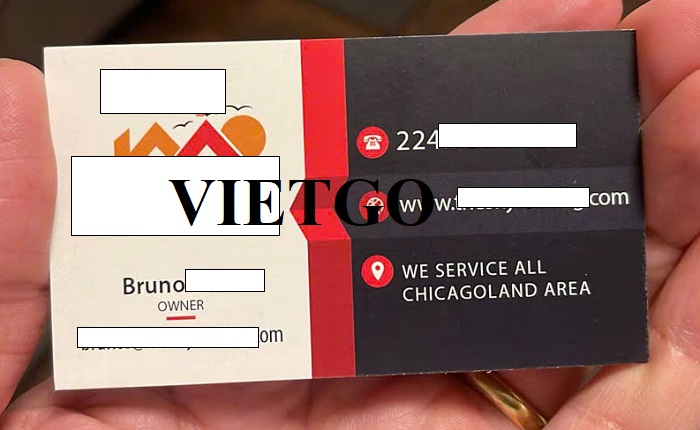 VIETGO
Bruno
OWNER
om
224
www.
.com
WE SERVICE ALL
CHICAGOLAND AREA